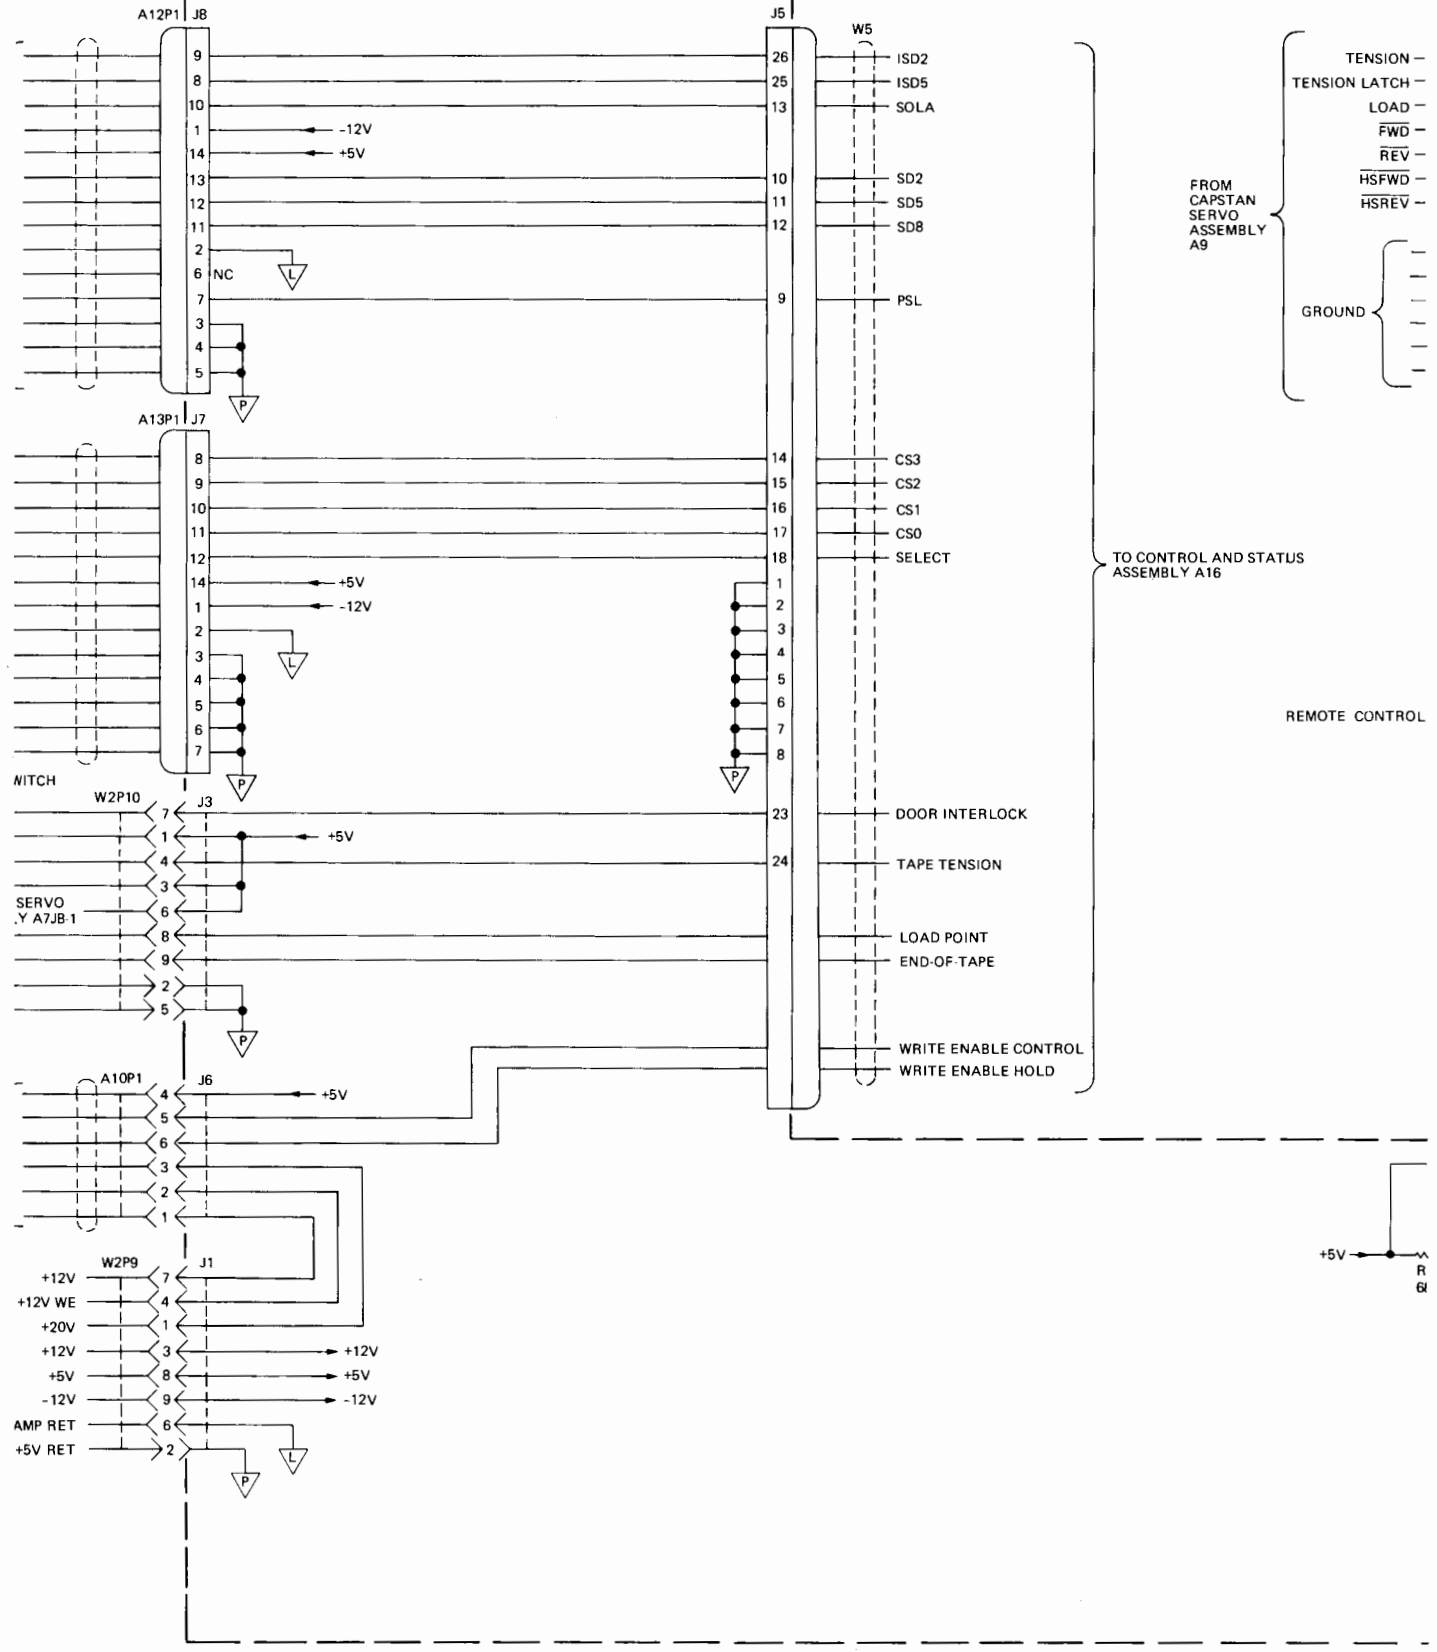 A12P1 J8
J5
W5
9 26 ISD2
8 25 ISD5
10 13 SOLA
1 -12V
14 +5V
13 10 SD2
12 11 SD5
11 12 SD8
2 L
6 NC
7 9 PSL
3
4
5
P
FROM
CAPSTAN
SERVO
ASSEMBLY
A9
TENSION
TENSION LATCH
LOAD
FWD
REV
HSFWD
HSREV
GROUND
A13P1 J7
8 14 CS3
9 15 CS2
10 16 CS1
11 17 CS0
12 18 SELECT
14 +5V 1
1 -12V 2
2 3
3 L 4
4 5
5 6
6 7
7 8
P P
TO CONTROL AND STATUS
ASSEMBLY A16
REMOTE CONTROL
WITCH
W2P10 J3
7 23 DOOR INTERLOCK
1 +5V
4 24 TAPE TENSION
3
SERVO
.Y A7JB-1 6
8 LOAD POINT
9 END-OF-TAPE
2
5
P
WRITE ENABLE CONTROL
WRITE ENABLE HOLD
A10P1 J6
4 +5V
5
6
3
2
1
W2P9 J1
+12V 7
+12V WE 4
+20V 1
+12V 3 +12V
+5V 8 +5V
-12V 9 -12V
AMP RET 6 L
+5V RET 2 P
+5V
R